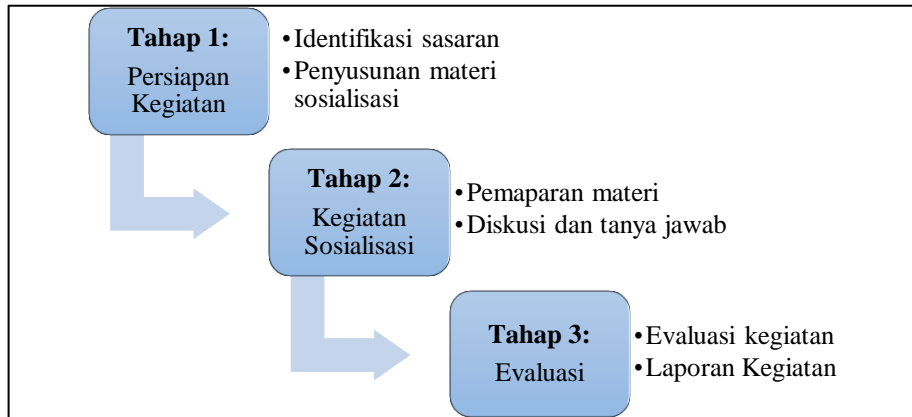 Tahap 1:
Persiapan
Kegiatan
•Identifikasi sasaran
•Penyusunan materi
sosialisasi
Tahap 2:
Kegiatan
Sosialisasi
•Pemaparan materi
•Diskusi dan tanya jawab
Tahap 3:
Evaluasi
•Evaluasi kegiatan
•Laporan Kegiatan